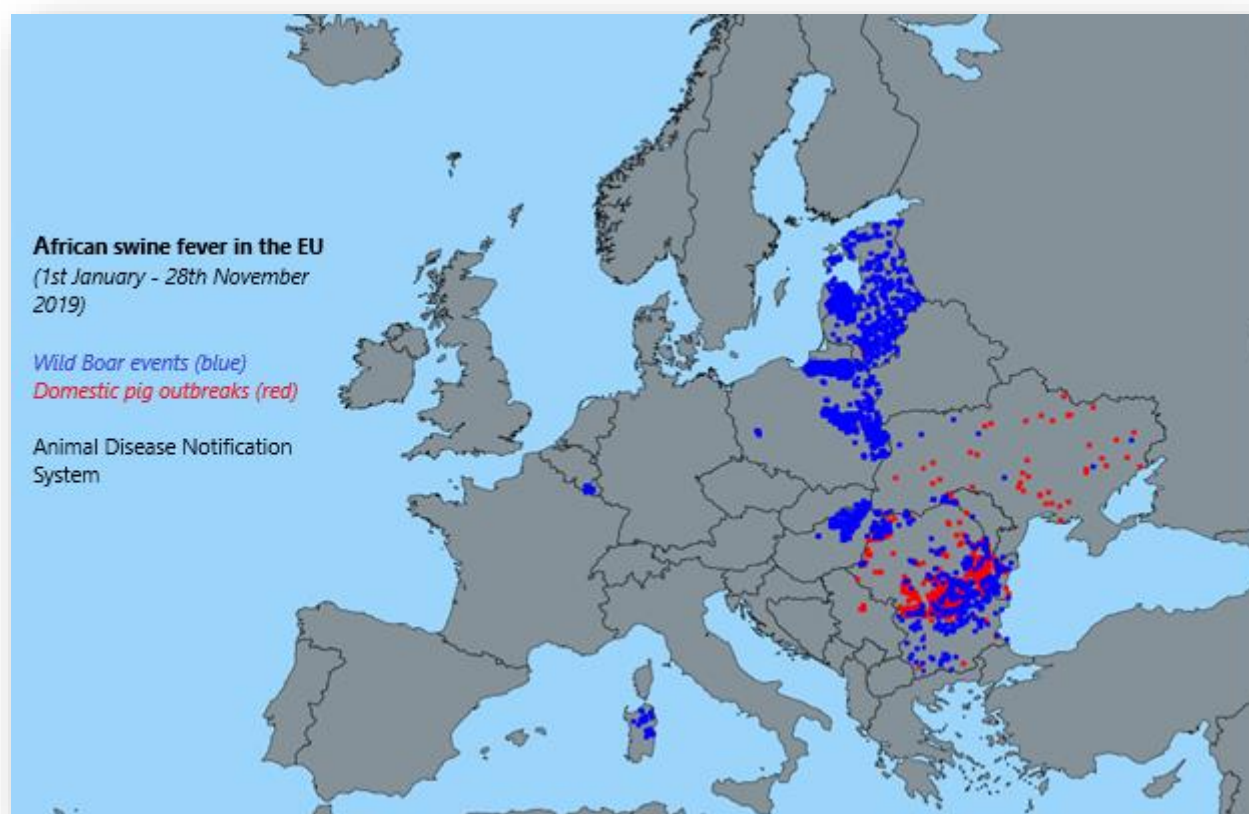 African swine fever in the EU
(1st January - 28th November
2019)
Wild Boar events (blue)
Domestic pig outbreaks (red)
Animal Disease Notification
System